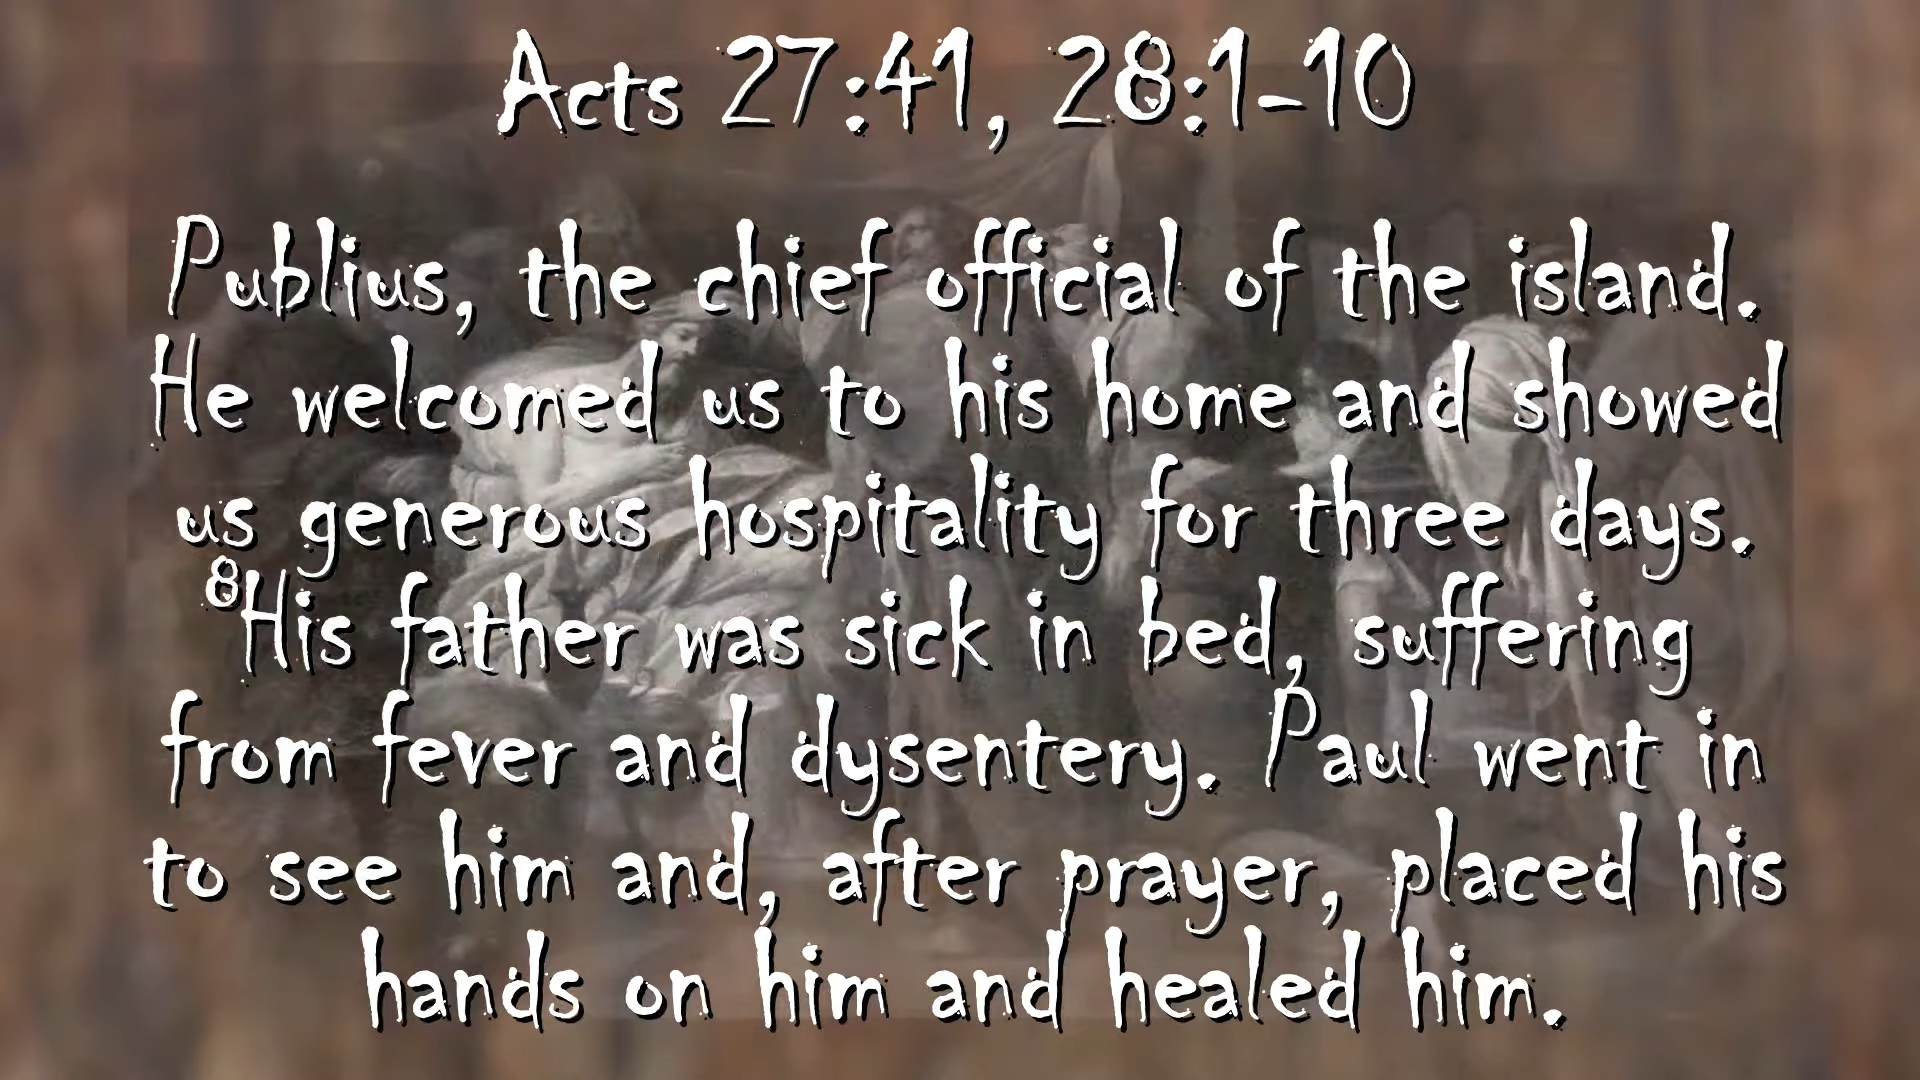 Acts 27:41, 28:1-10
Publius, the chief official of the island.
He welcomed us to his home and showed
us generous hospitality for three days.
8His father was sick in bed, suffering
from fever and dysentery. Paul went in
to see him and, after prayer, placed his
hands on him and healed him.